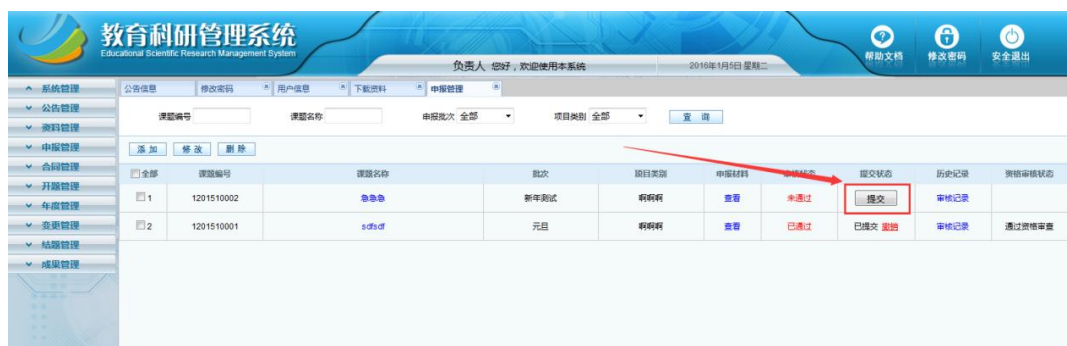 教育科研管理系统
Educational Scientific Research Management System
负责人 您好，欢迎使用本系统 2016年1月5日 星期二
帮助文档 修改密码 安全退出
系统管理
公告管理
资料管理
申报管理
合同管理
开题管理
年度管理
变更管理
结题管理
成果管理
公告信息 修改密码 用户信息 下载资料 申报管理
课题编号 课题名称 申报批次 全部 项目类别 全部 查 询
添 加 修 改 删 除
全部 课题编号 课题名称 批次 项目类别 申报材料 审核状态 提交状态 历史记录 资格审核状态
1 1201510002 急急急 新年测试 啊啊啊 查看 未通过 提交 审核记录
2 1201510001 sdfsdf 元旦 啊啊啊 查看 已通过 已提交 撤销 审核记录 通过资格审查